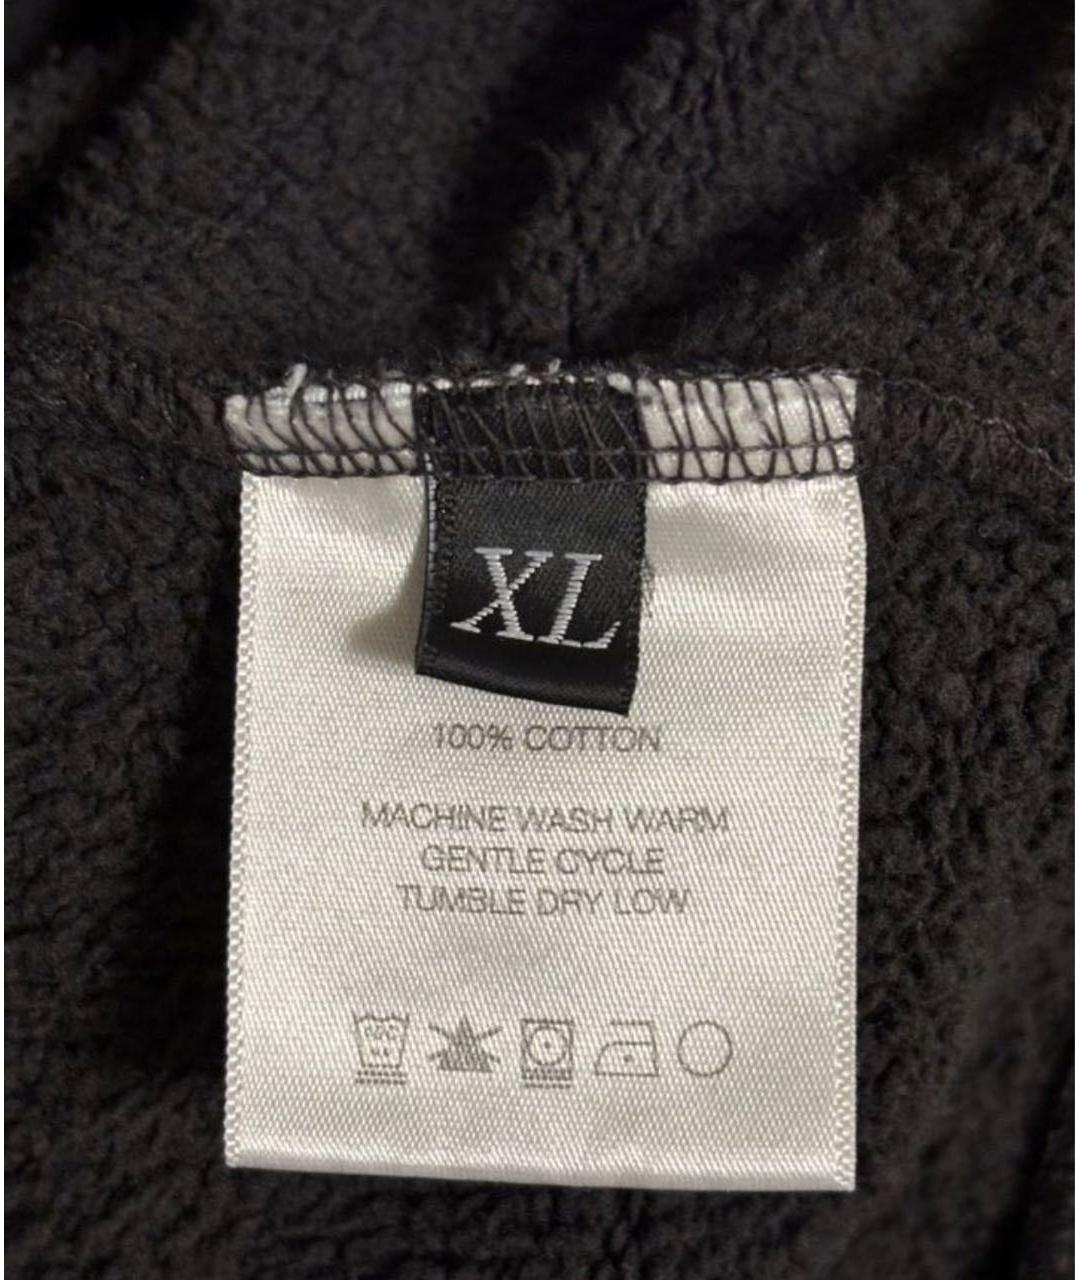 XL
100% COTTON
MACHINE WASH WARM
GENTLE CYCLE
TUMBLE DRY LOW